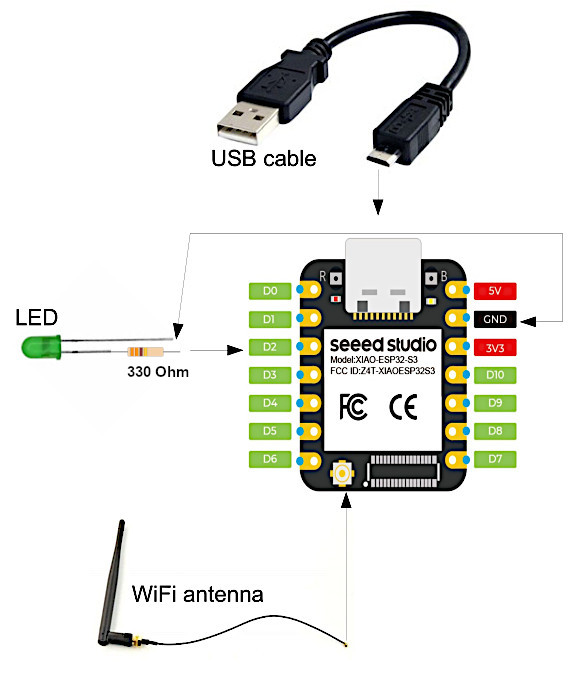 USB cable
R
B
D0
5V
D1
GND
LED
D2
seeed studio
3V3
Model:XIAO-ESP32-S3
FCC ID:Z4T-XIAOESP32S3
330 Ohm
D3
D10
D4
FC CE
D9
D5
D8
D6
D7
WiFi antenna